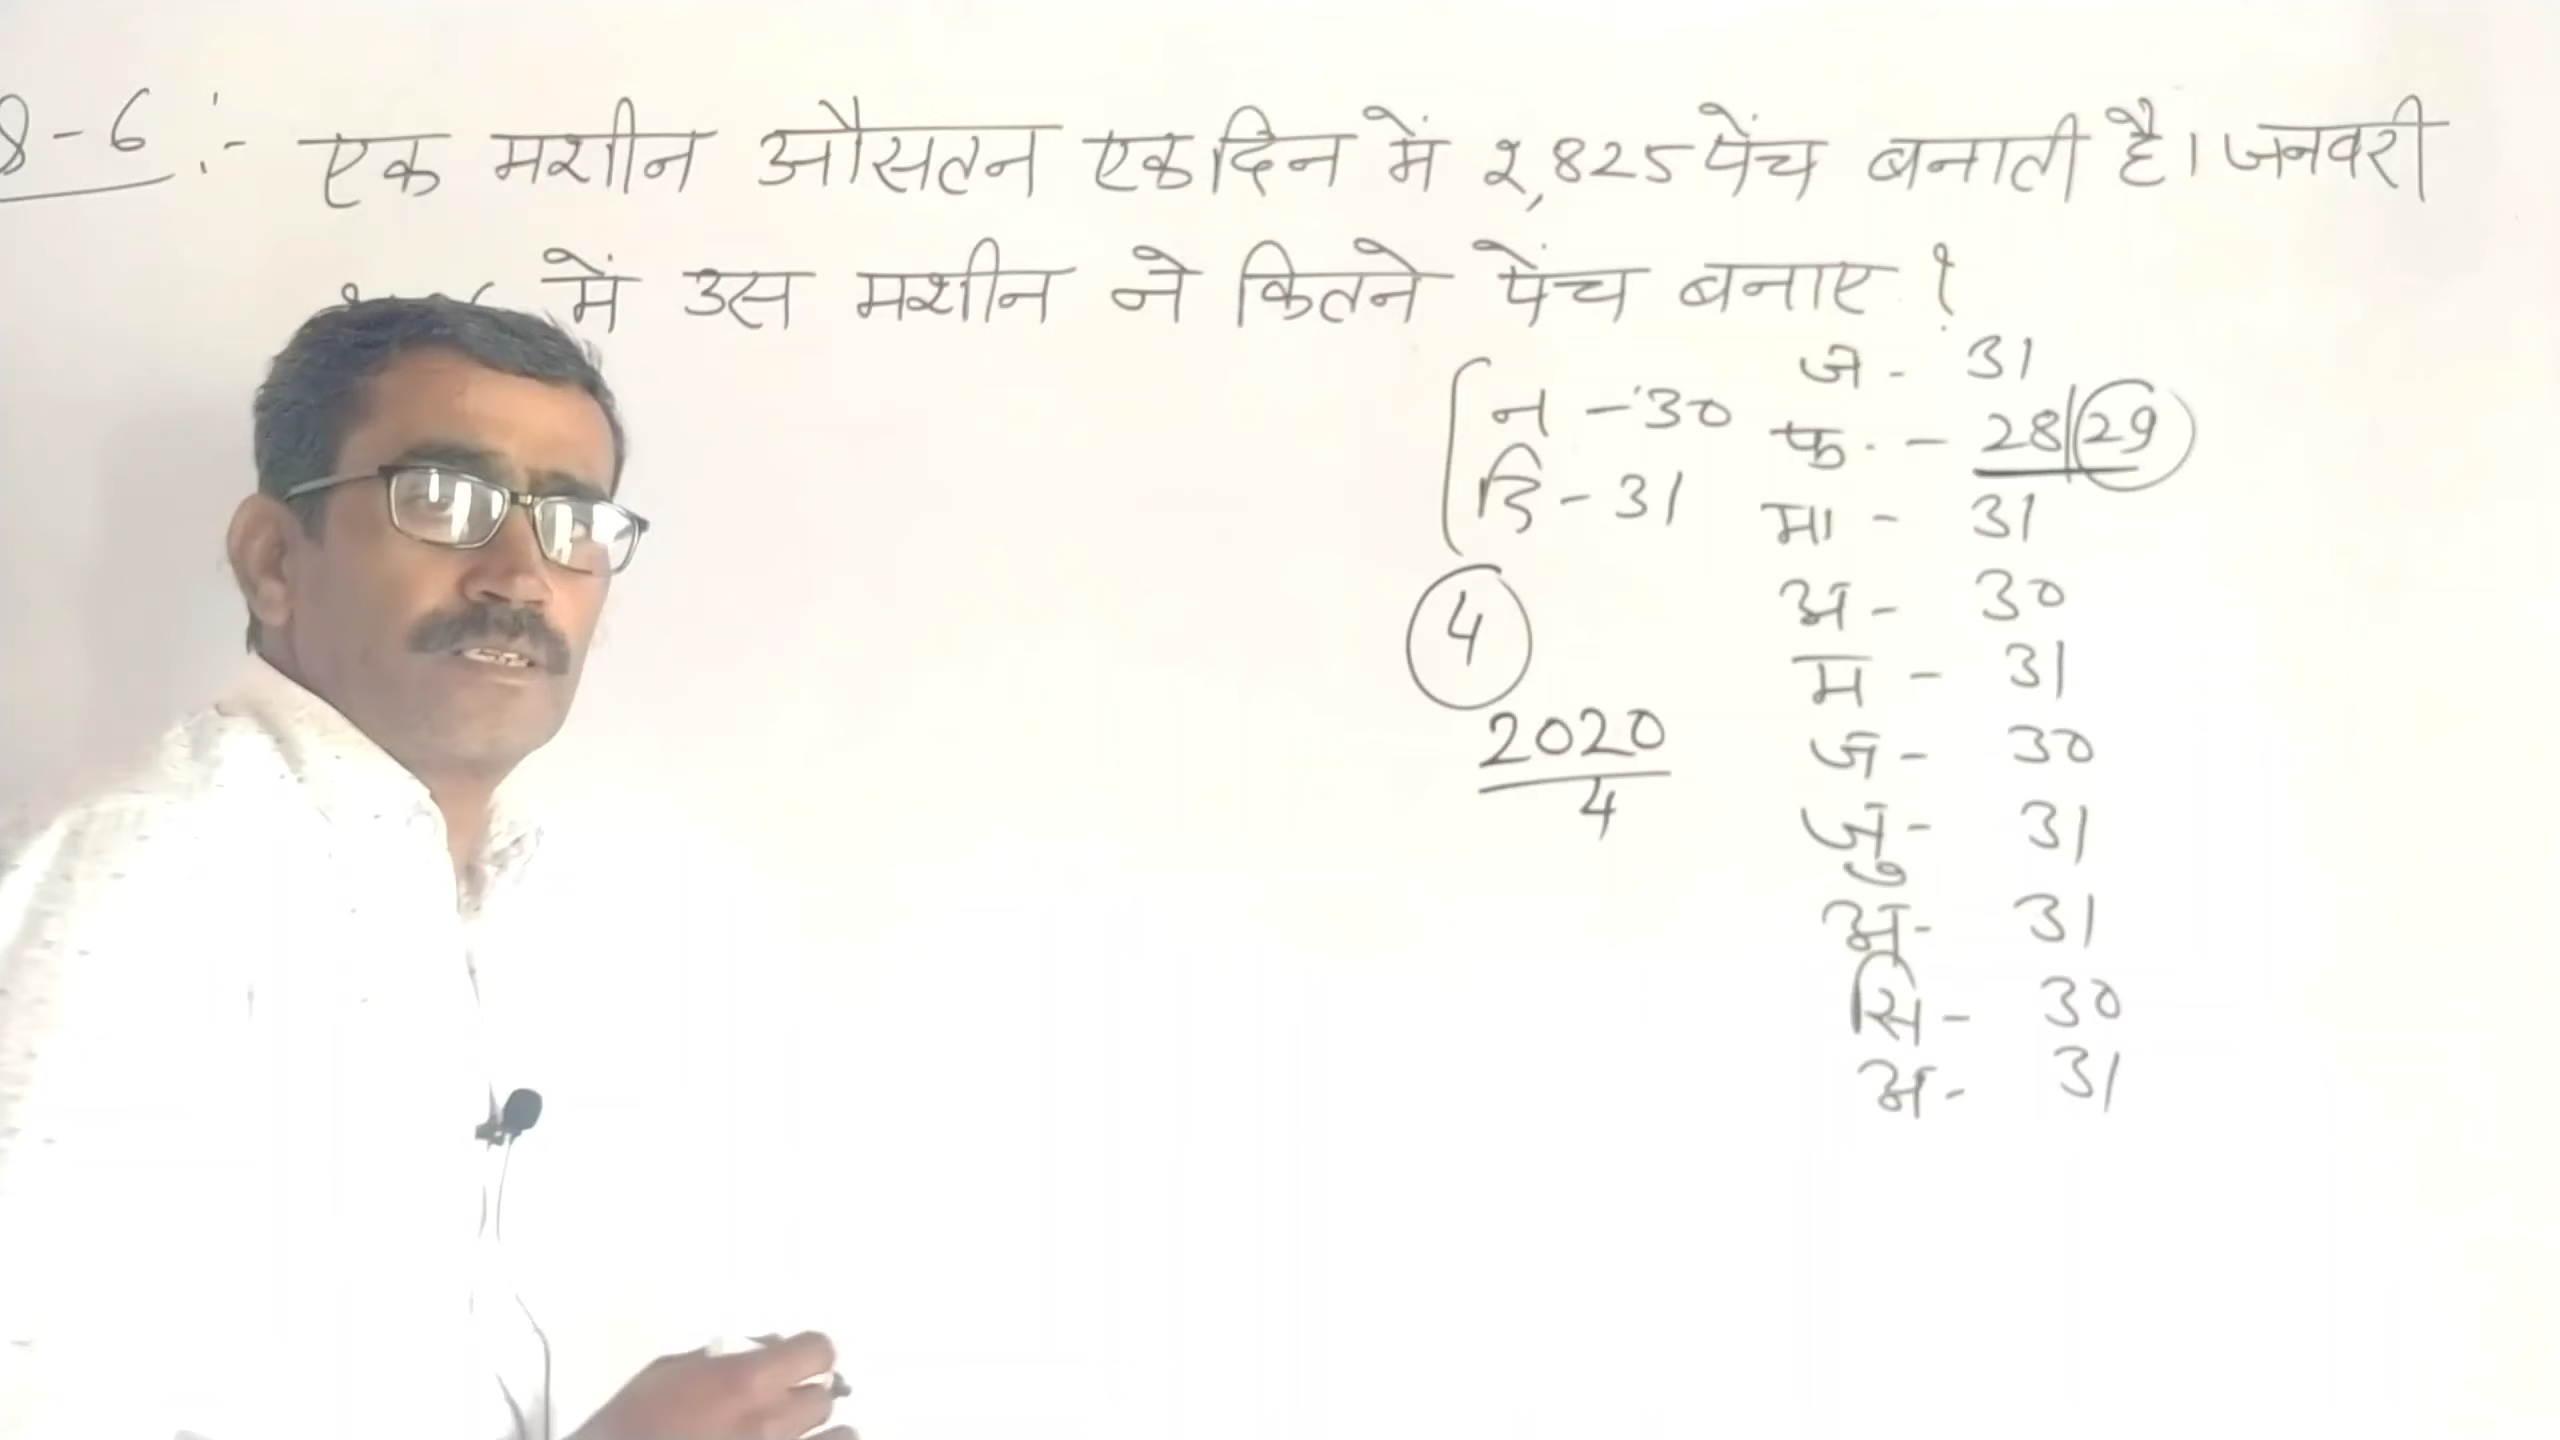 8-6 :- एक मशीन औसतन एक दिन में २,825 पेंच बनाती है। जनवरी
में उस मशीन ने कितने पेंच बनाए ?
ज - 31
फ. - 28|29
मा - 31
अ - 30
म - 31
ज - 30
जु - 31
अ - 31
सि - 30
अ - 31
न - 30
दि - 31
4
2020
4